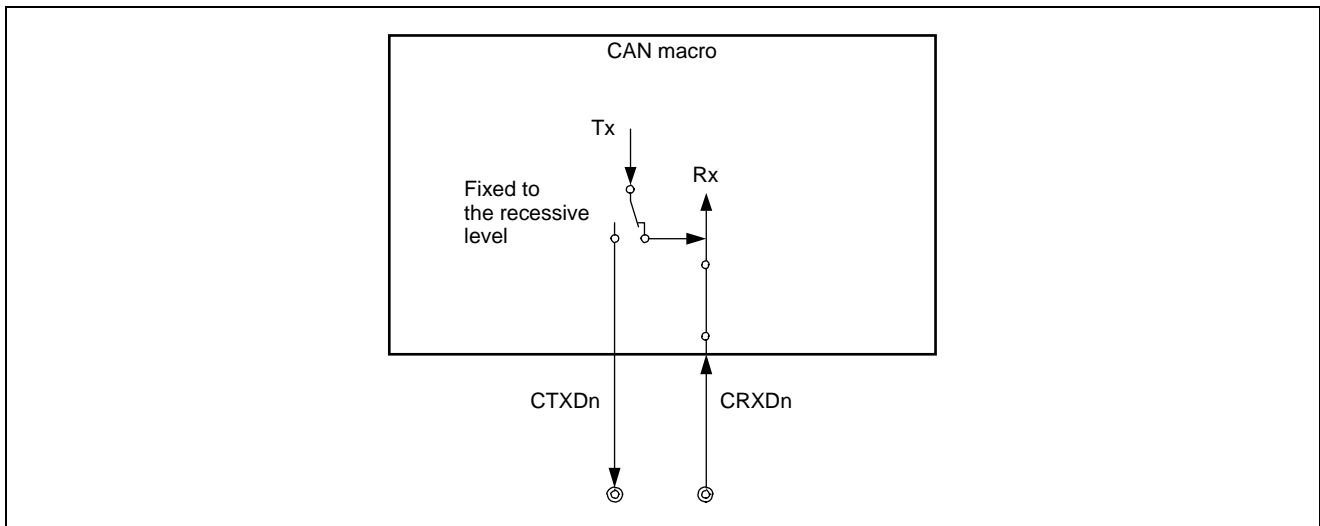 CAN macro
Tx
Rx
Fixed to
the recessive
level
CTXDn
CRXDn